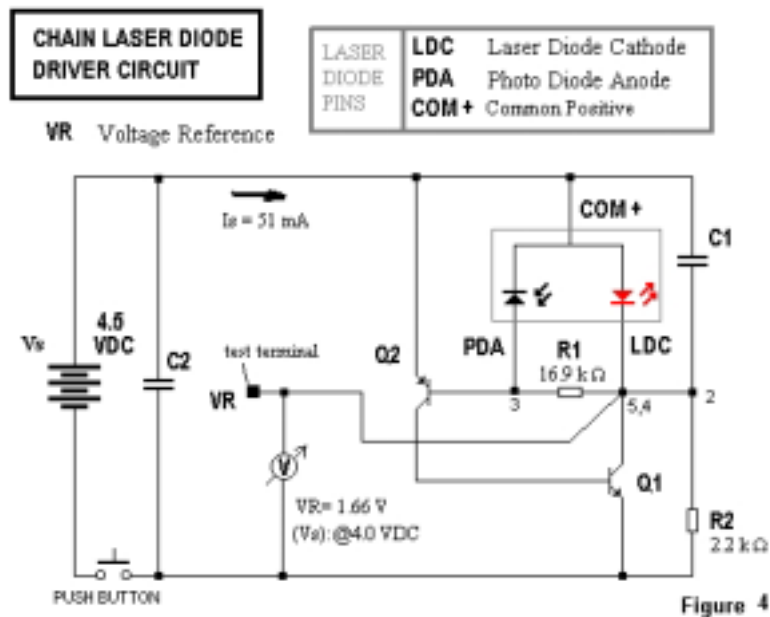 CHAIN LASER DIODE
DRIVER CIRCUIT
LASER
DIODE
PINS
LDC Laser Diode Cathode
PDA Photo Diode Anode
COM + Common Positive
VR Voltage Reference
Is = 51 mA
COM +
C1
4.5
VDC
Vs
C2
test terminal
VR
Q2
PDA
R1
16.9 k Ω
LDC
3
5,4
2
V
VR= 1.66 V
(Vs): @4.0 VDC
Q1
R2
2.2 k Ω
PUSH BUTTON
Figure 4